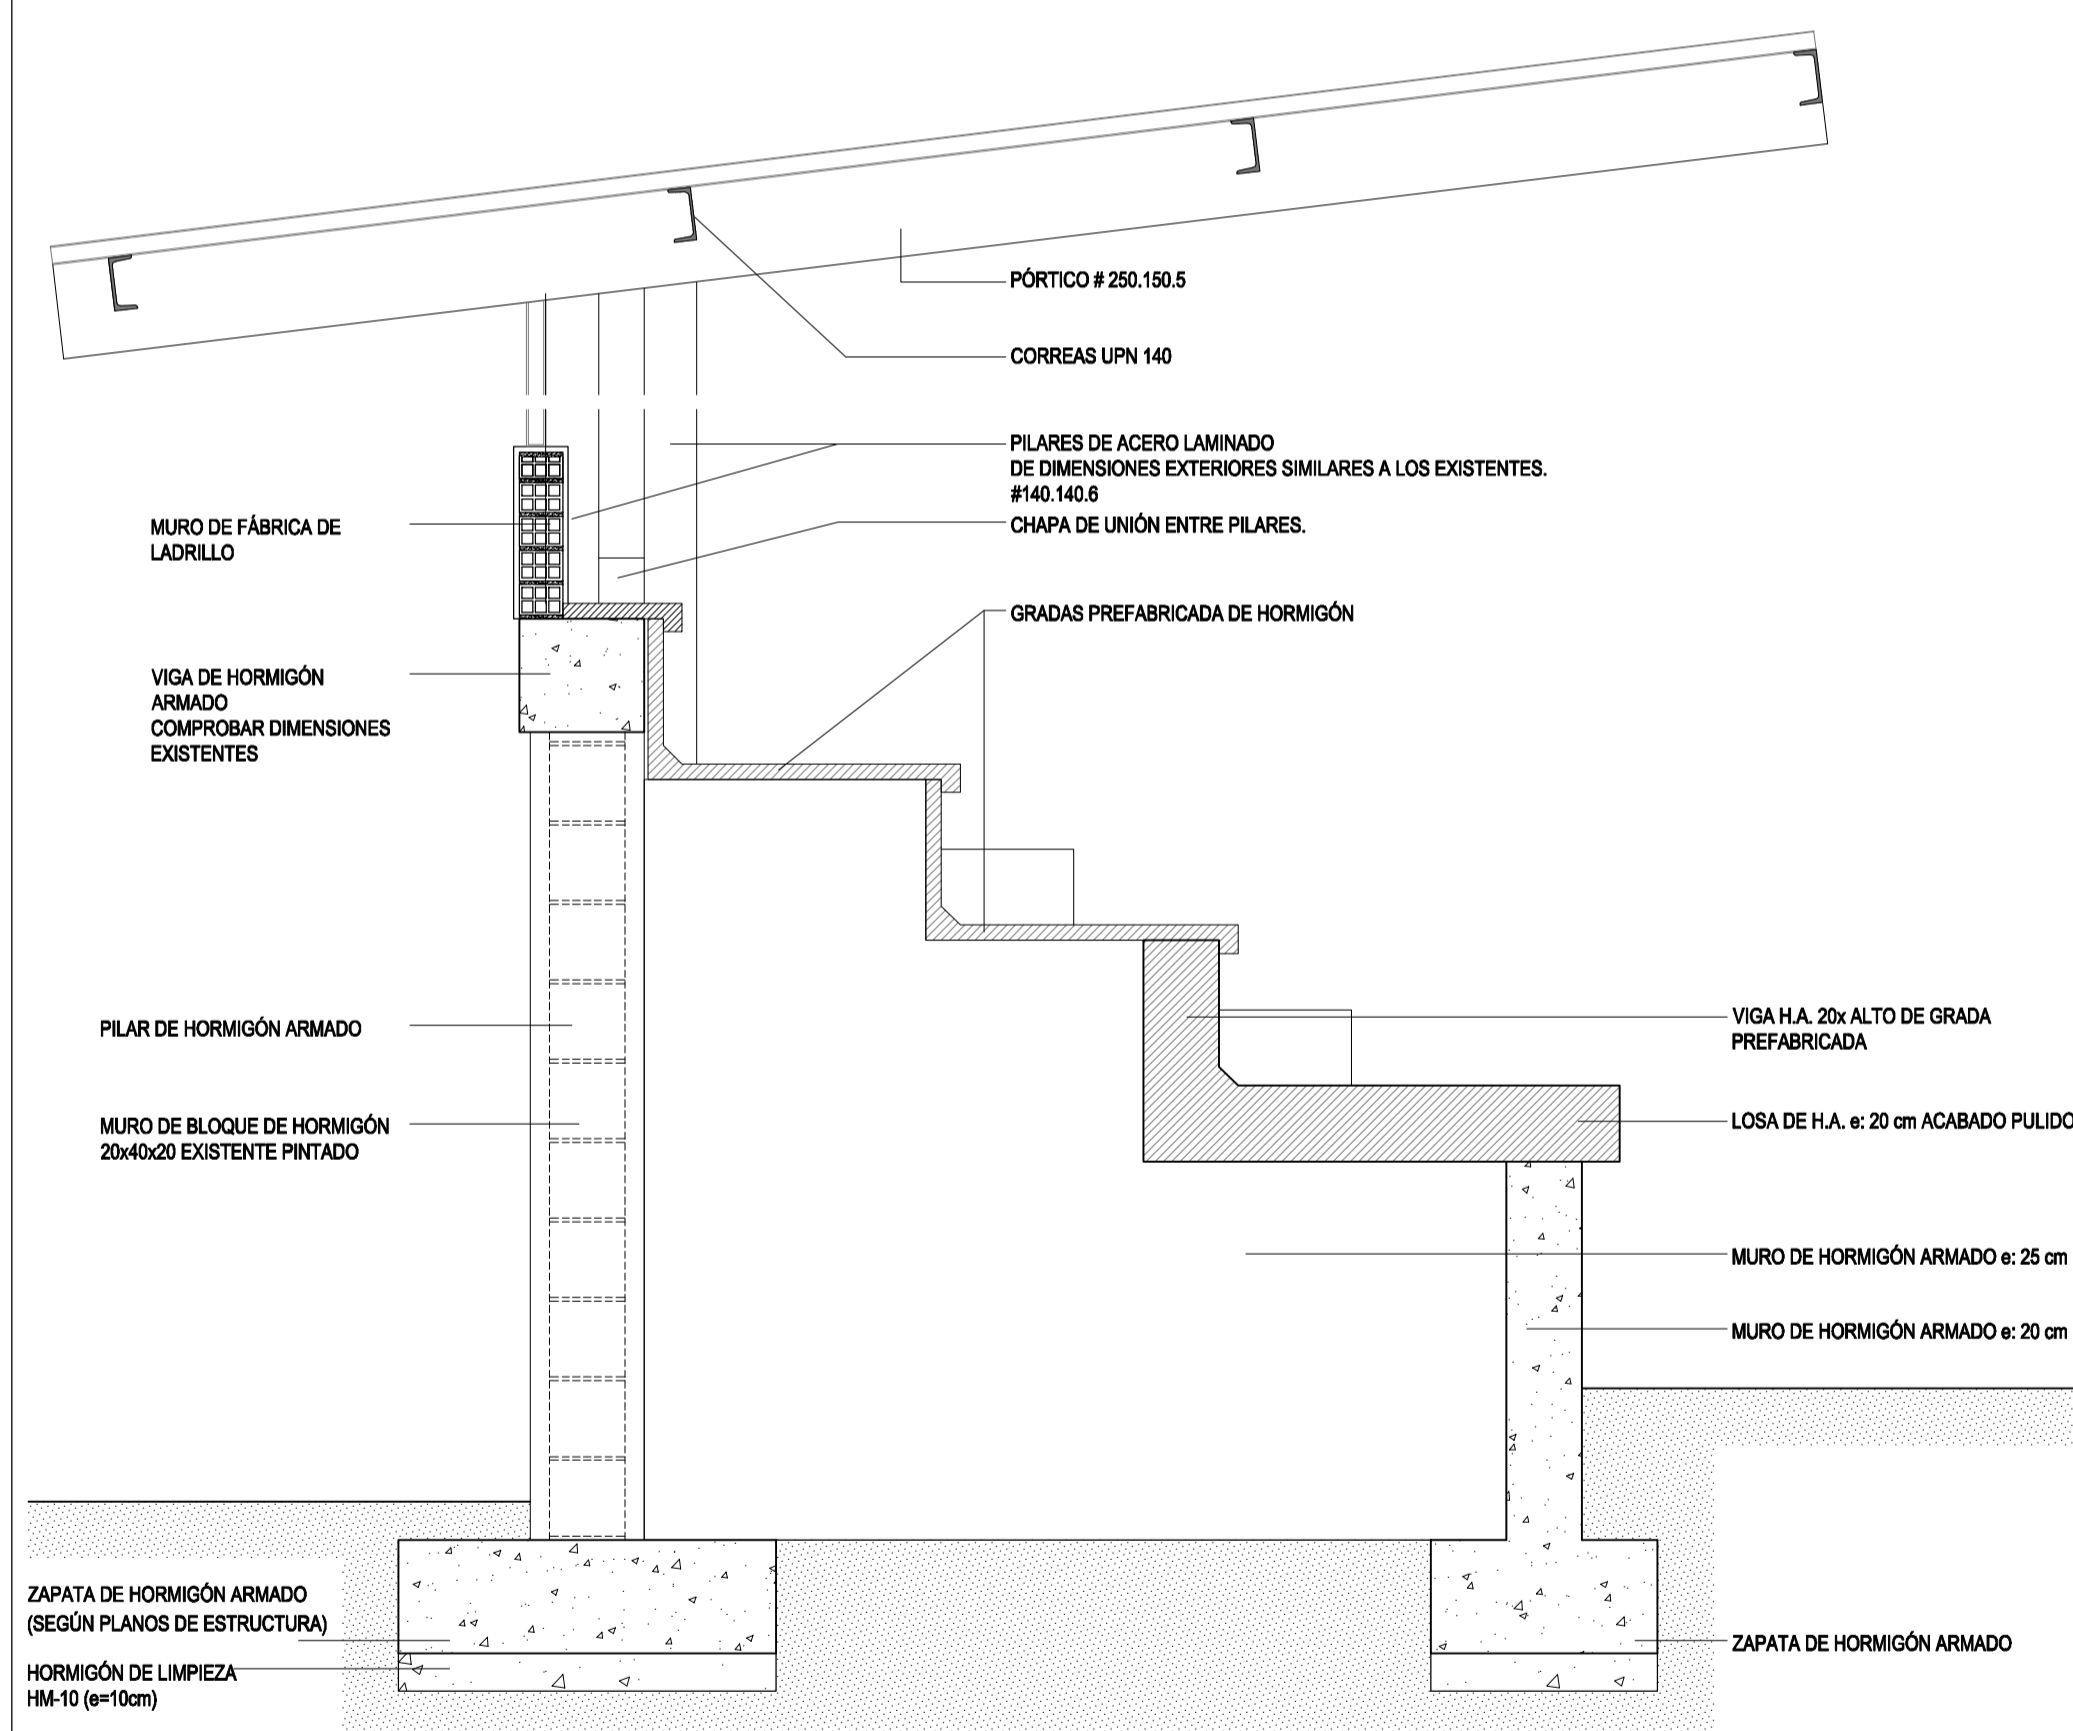 PÓRTICO # 250.150.5
CORREAS UPN 140
PILARES DE ACERO LAMINADO
DE DIMENSIONES EXTERIORES SIMILARES A LOS EXISTENTES.
#140.140.6
CHAPA DE UNIÓN ENTRE PILARES.
MURO DE FÁBRICA DE
LADRILLO
GRADAS PREFABRICADA DE HORMIGÓN
VIGA DE HORMIGÓN
ARMADO
COMPROBAR DIMENSIONES
EXISTENTES
PILAR DE HORMIGÓN ARMADO
VIGA H.A. 20x ALTO DE GRADA
PREFABRICADA
MURO DE BLOQUE DE HORMIGÓN
20x40x20 EXISTENTE PINTADO
LOSA DE H.A. e: 20 cm ACABADO PULIDO
MURO DE HORMIGÓN ARMADO e: 25 cm
MURO DE HORMIGÓN ARMADO e: 20 cm
ZAPATA DE HORMIGÓN ARMADO
(SEGÚN PLANOS DE ESTRUCTURA)
ZAPATA DE HORMIGÓN ARMADO
HORMIGÓN DE LIMPIEZA
HM-10 (e=10cm)